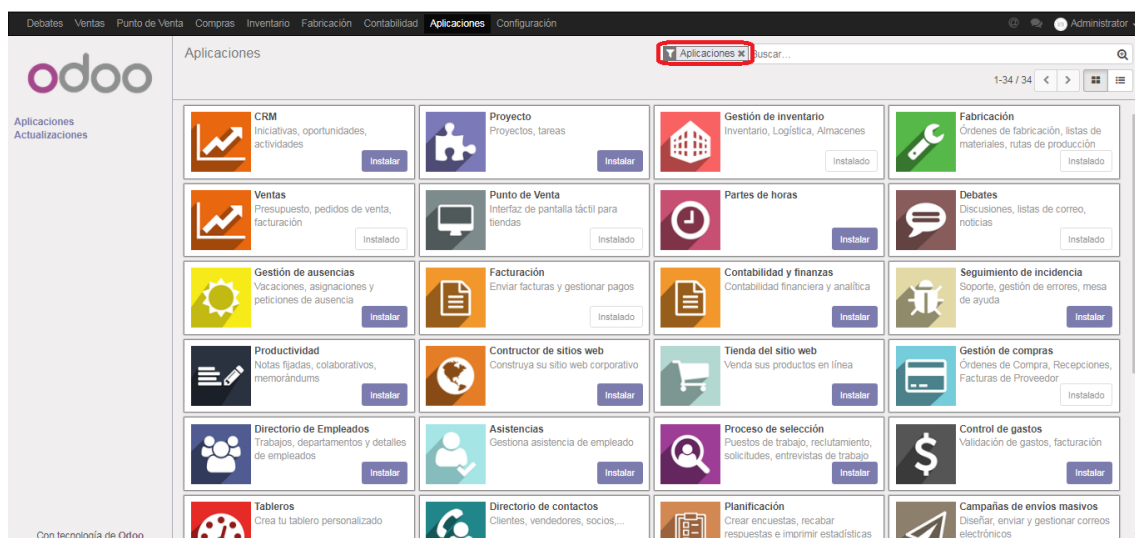 Debates Ventas Punto de Venta Compras Inventario Fabricación Contabilidad Aplicaciones Configuración Administrator
odoo
Aplicaciones
Actualizaciones
Aplicaciones
Aplicaciones × Buscar...
1-34 / 34
CRM
Iniciativas, oportunidades,
actividades
Instalar
Proyecto
Proyectos, tareas
Instalar
Gestión de inventario
Inventario, Logística, Almacenes
Instalado
Fabricación
Órdenes de fabricación, listas de
materiales, rutas de producción
Instalado
Ventas
Presupuesto, pedidos de venta,
facturación
Instalado
Punto de Venta
Interfaz de pantalla táctil para
tiendas
Instalado
Partes de horas
Instalar
Debates
Discusiones, listas de correo,
noticias
Instalado
Gestión de ausencias
Vacaciones, asignaciones y
peticiones de ausencia
Instalar
Facturación
Enviar facturas y gestionar pagos
Instalado
Contabilidad y finanzas
Contabilidad financiera y analítica
Instalar
Seguimiento de incidencia
Soporte, gestión de errores, mesa
de ayuda
Instalar
Productividad
Notas fijadas, colaborativos,
memorándums
Instalar
Contructor de sitios web
Construya su sitio web corporativo
Instalar
Tienda del sitio web
Venda sus productos en línea
Instalar
Gestión de compras
Órdenes de Compra, Recepciones,
Facturas de Proveedor
Instalado
Directorio de Empleados
Trabajos, departamentos y detalles
de empleados
Instalar
Asistencias
Gestiona asistencia de empleado
Instalar
Proceso de selección
Puestos de trabajo, reclutamiento,
solicitudes, entrevistas de trabajo
Instalar
Control de gastos
Validación de gastos, facturación
Instalar
Tableros
Crea tu tablero personalizado
Directorio de contactos
Clientes, vendedores, socios,...
Planificación
Crear encuestas, recabar
respuestas e imprimir estadísticas
Campañas de envíos masivos
Diseñar, enviar y gestionar correos
electrónicos
Con tecnología de Odoo